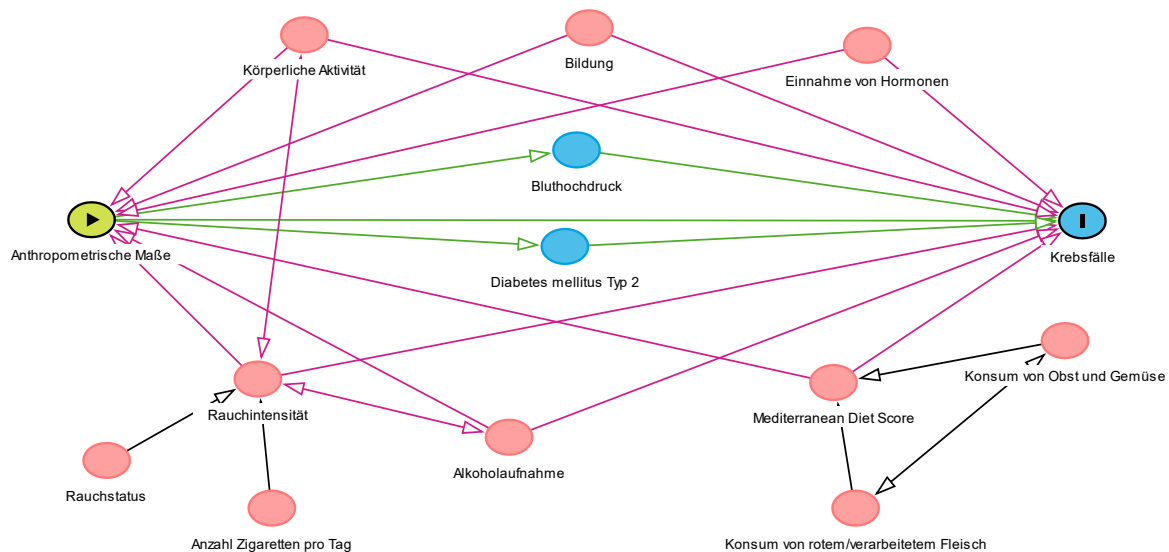 Körperliche Aktivität
Bildung
Einnahme von Hormonen
Bluthochdruck
Anthropometrische Maße
Krebsfälle
Diabetes mellitus Typ 2
Konsum von Obst und Gemüse
Rauchintensität
Mediterranean Diet Score
Alkoholaufnahme
Rauchstatus
Anzahl Zigaretten pro Tag
Konsum von rotem/verarbeitetem Fleisch